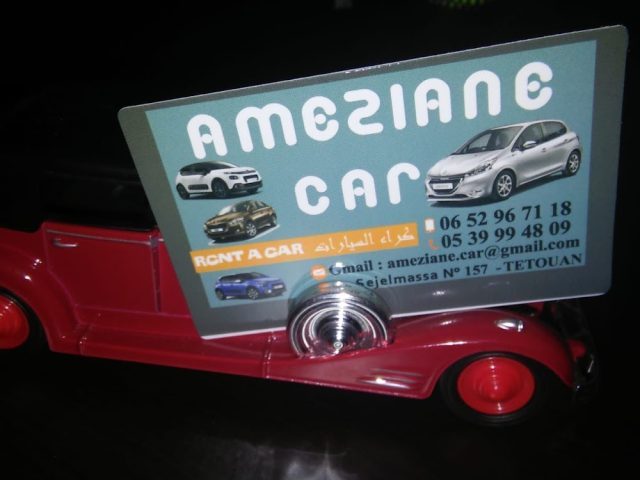 AMEZIANE
CAR
RENT A CAR كراء السيارات
06 52 96 71 18
05 39 99 48 09
Gmail : ameziane.car@gmail.com
Sejelmassa Nº 157 - TETOUAN